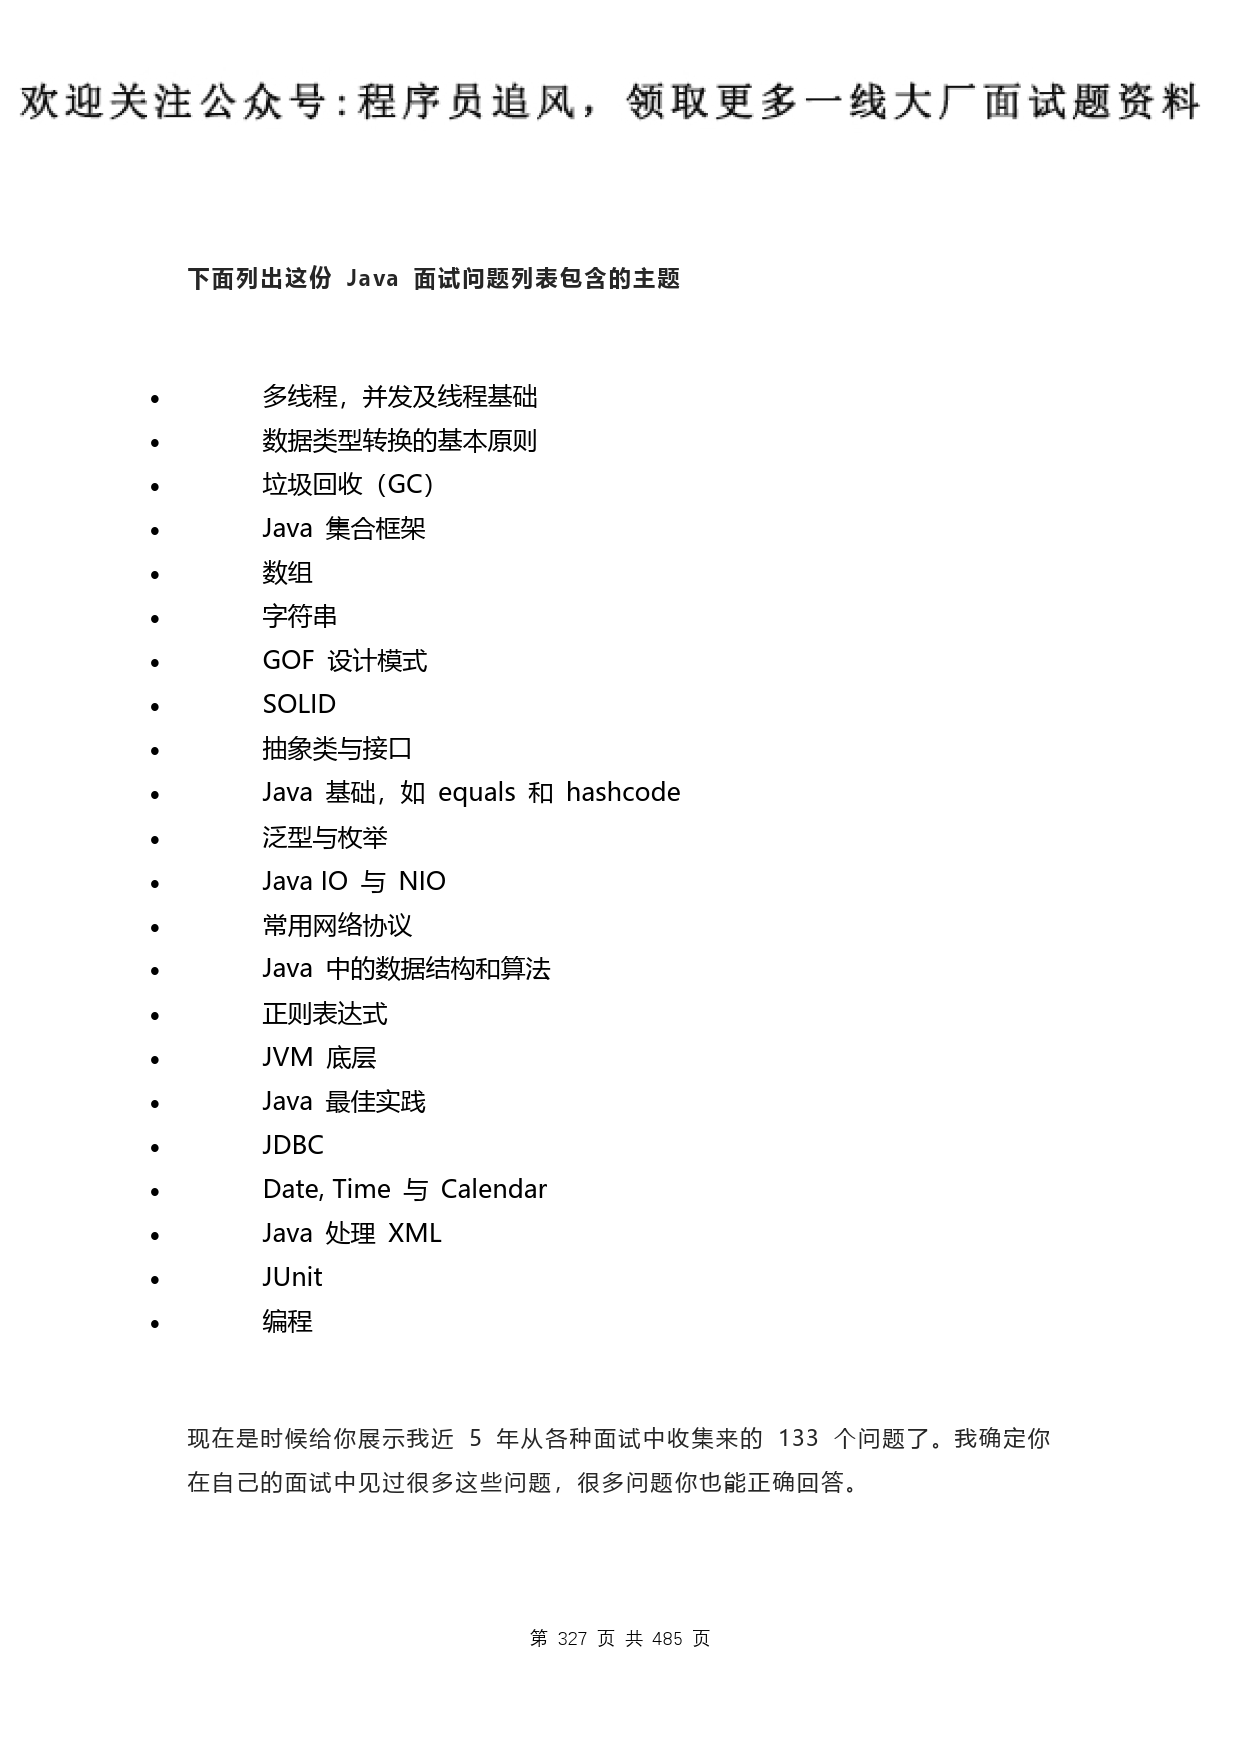 欢迎关注公众号:程序员追风，领取更多一线大厂面试题资料
下面列出这份 Java 面试问题列表包含的主题
• 多线程，并发及线程基础
• 数据类型转换的基本原则
• 垃圾回收（GC）
• Java 集合框架
• 数组
• 字符串
• GOF 设计模式
• SOLID
• 抽象类与接口
• Java 基础，如 equals 和 hashcode
• 泛型与枚举
• Java IO 与 NIO
• 常用网络协议
• Java 中的数据结构和算法
• 正则表达式
• JVM 底层
• Java 最佳实践
• JDBC
• Date, Time 与 Calendar
• Java 处理 XML
• JUnit
• 编程
现在是时候给你展示我近 5 年从各种面试中收集来的 133 个问题了。我确定你
在自己的面试中见过很多这些问题，很多问题你也能正确回答。
第 327 页 共 485 页